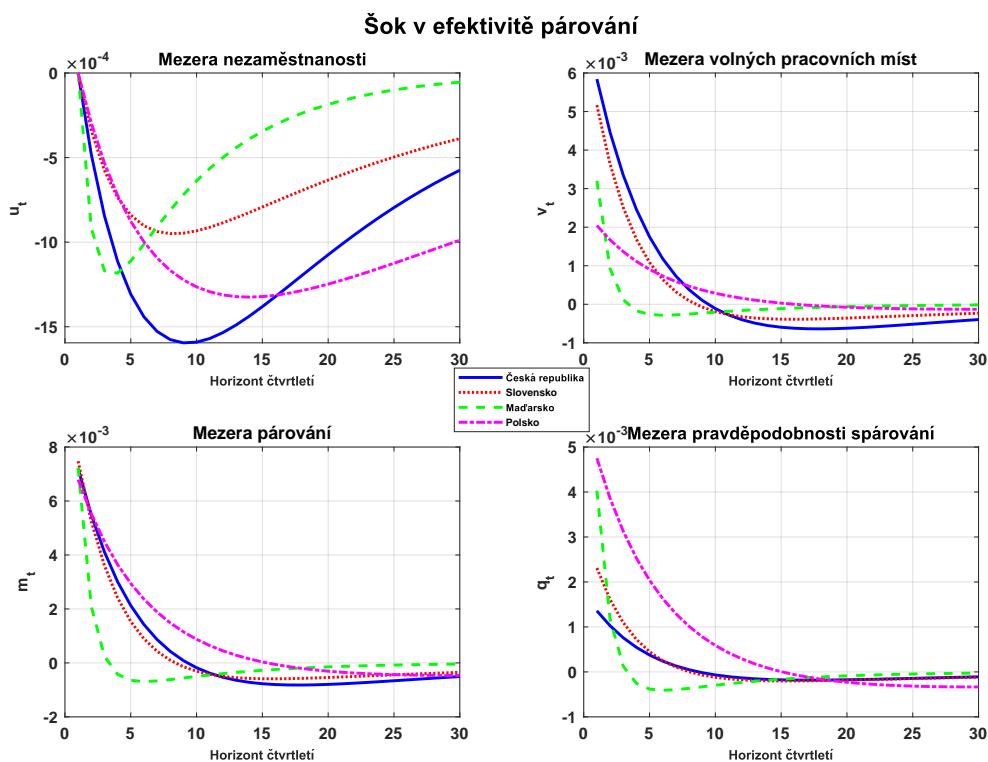 Šok v efektivitě párování
Mezera nezaměstnanosti
×10⁻⁴
0
-5
-10
-15
u_t
0 5 10 15 20 25 30
Horizont čtvrtletí
Mezera volných pracovních míst
×10⁻³
6
5
4
3
2
1
0
-1
v_t
0 5 10 15 20 25 30
Horizont čtvrtletí
Česká republika
Slovensko
Maďarsko
Polsko
Mezera párování
×10⁻³
8
6
4
2
0
-2
m_t
0 5 10 15 20 25 30
Horizont čtvrtletí
Mezera pravděpodobnosti spárování
×10⁻³
5
4
3
2
1
0
-1
q_t
0 5 10 15 20 25 30
Horizont čtvrtletí